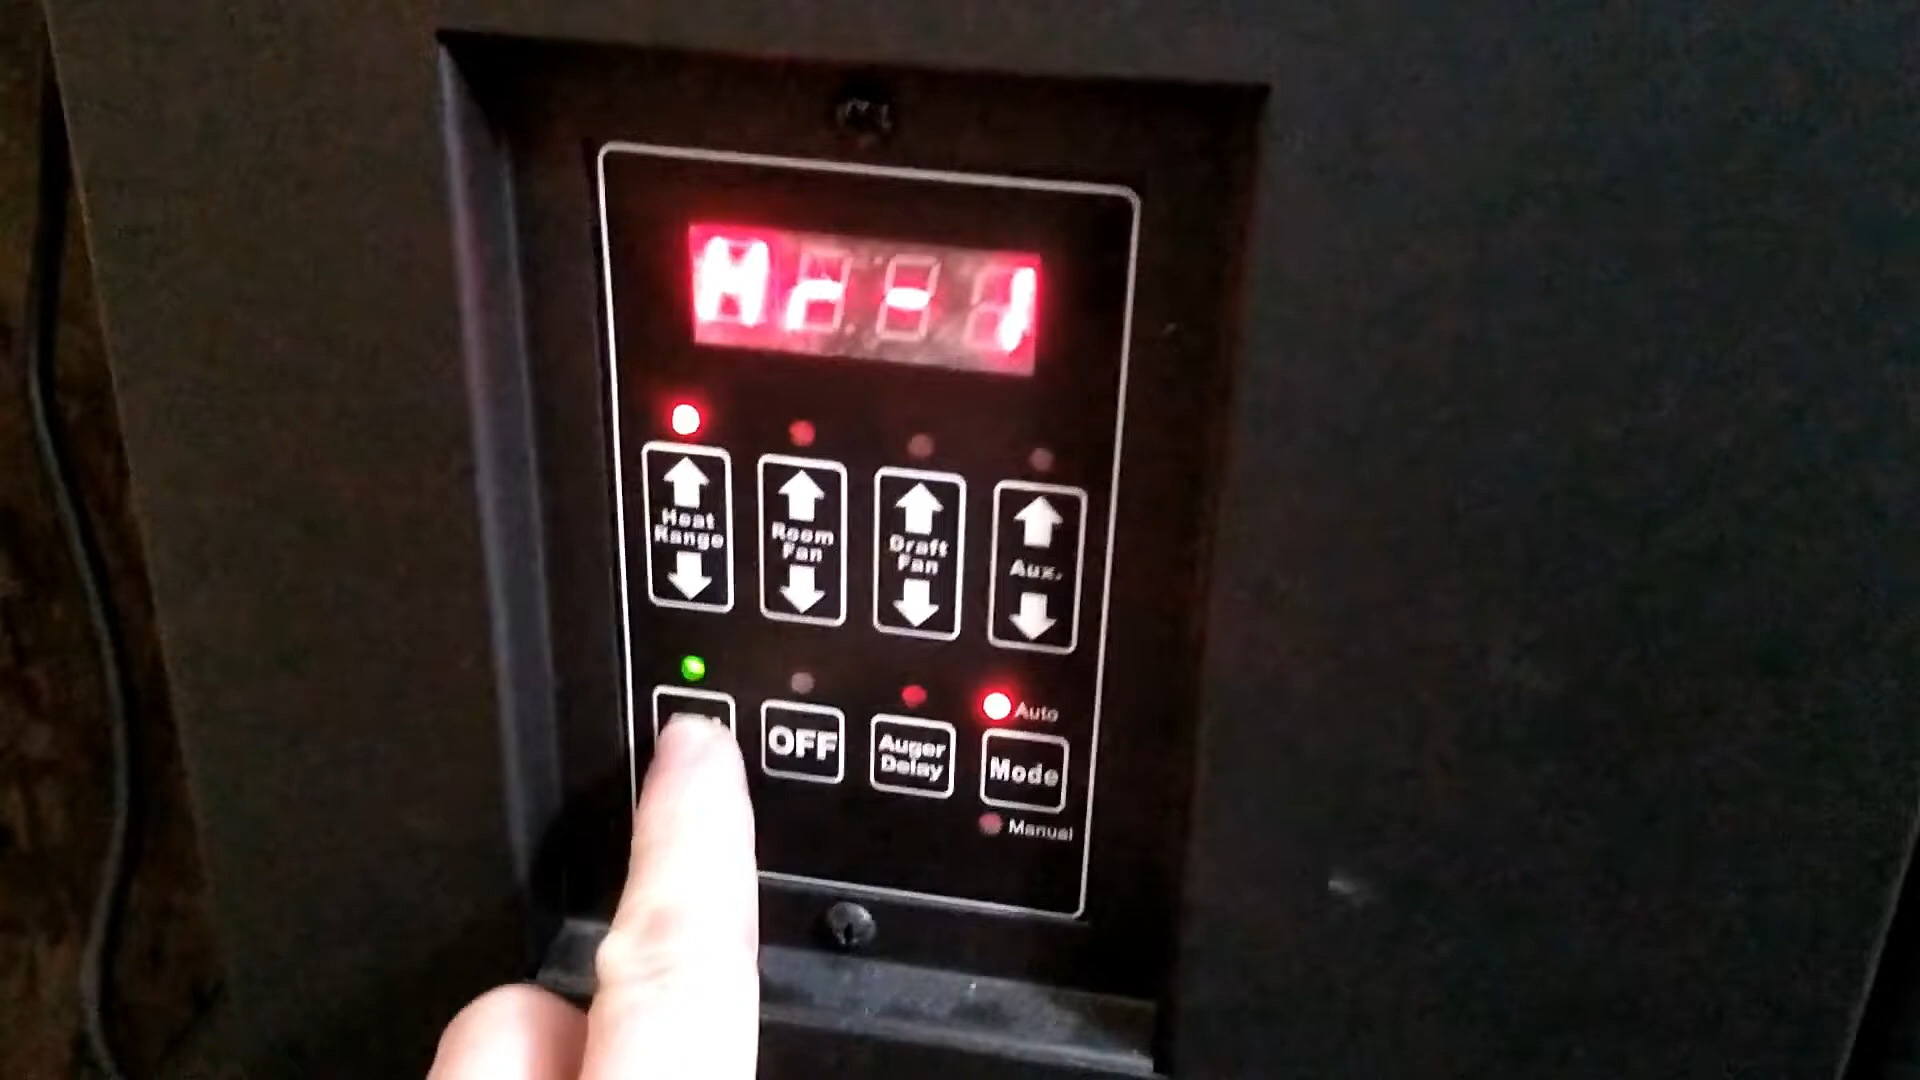 Hr-1
Heat
Range
Room
Fan
Draft
Fan
Aux.
OFF
Auger
Delay
Auto
Mode
Manual